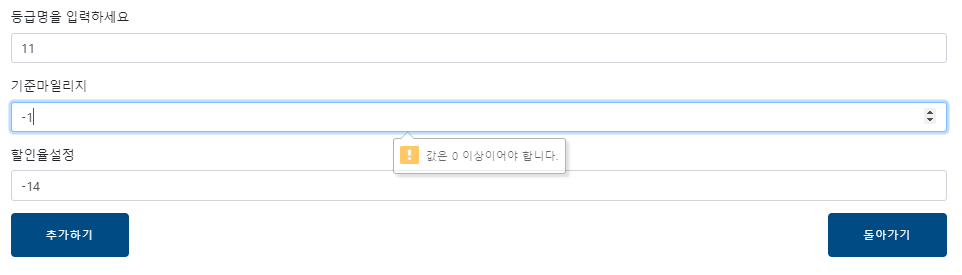 등급명을 입력하세요
11
기준마일리지
-1
값은 0 이상이어야 합니다.
할인율설정
-14
추가하기
돌아가기